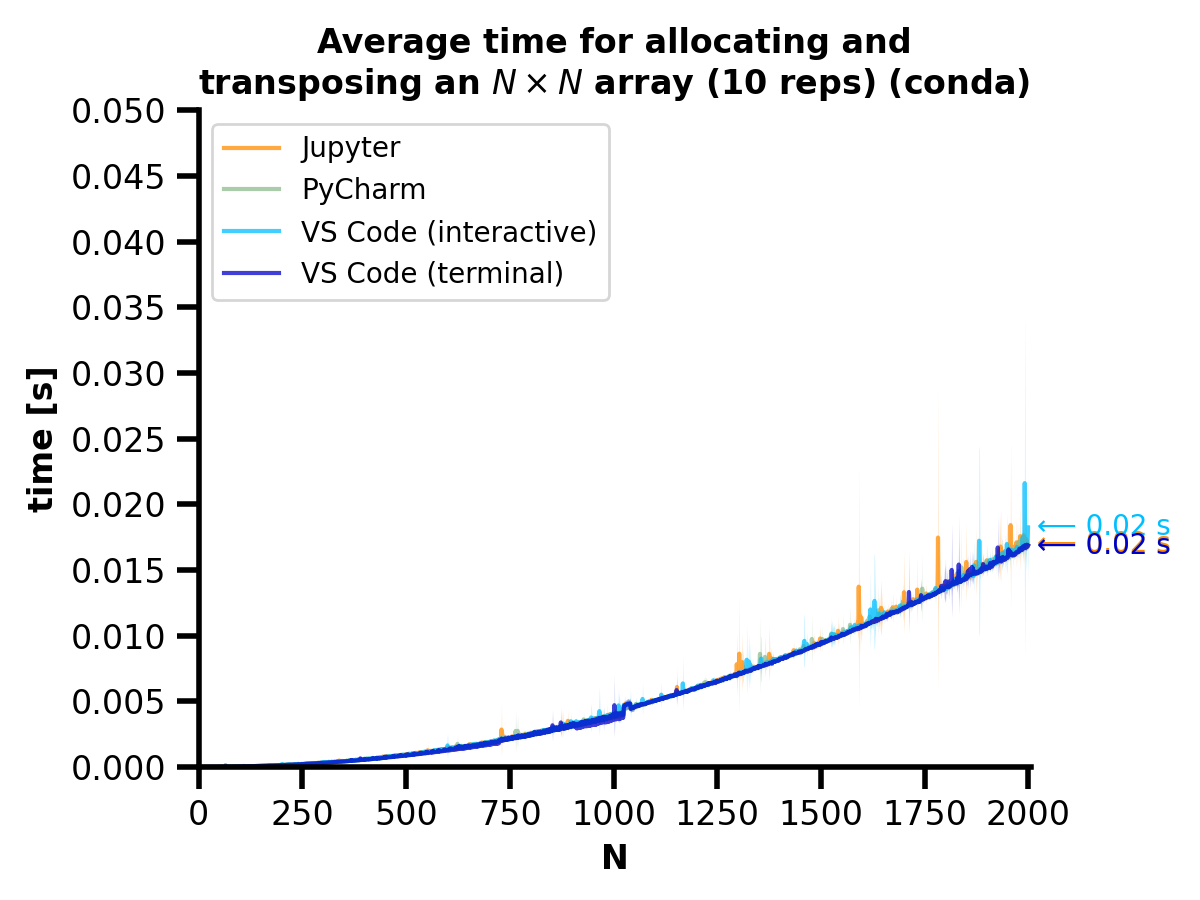 Average time for allocating and
transposing an N × N array (10 reps) (conda)
Jupyter
PyCharm
VS Code (interactive)
VS Code (terminal)
time [s]
0.050
0.045
0.040
0.035
0.030
0.025
0.020
0.015
0.010
0.005
0.000
← 0.02 s
← 0.02 s
0 250 500 750 1000 1250 1500 1750 2000
N